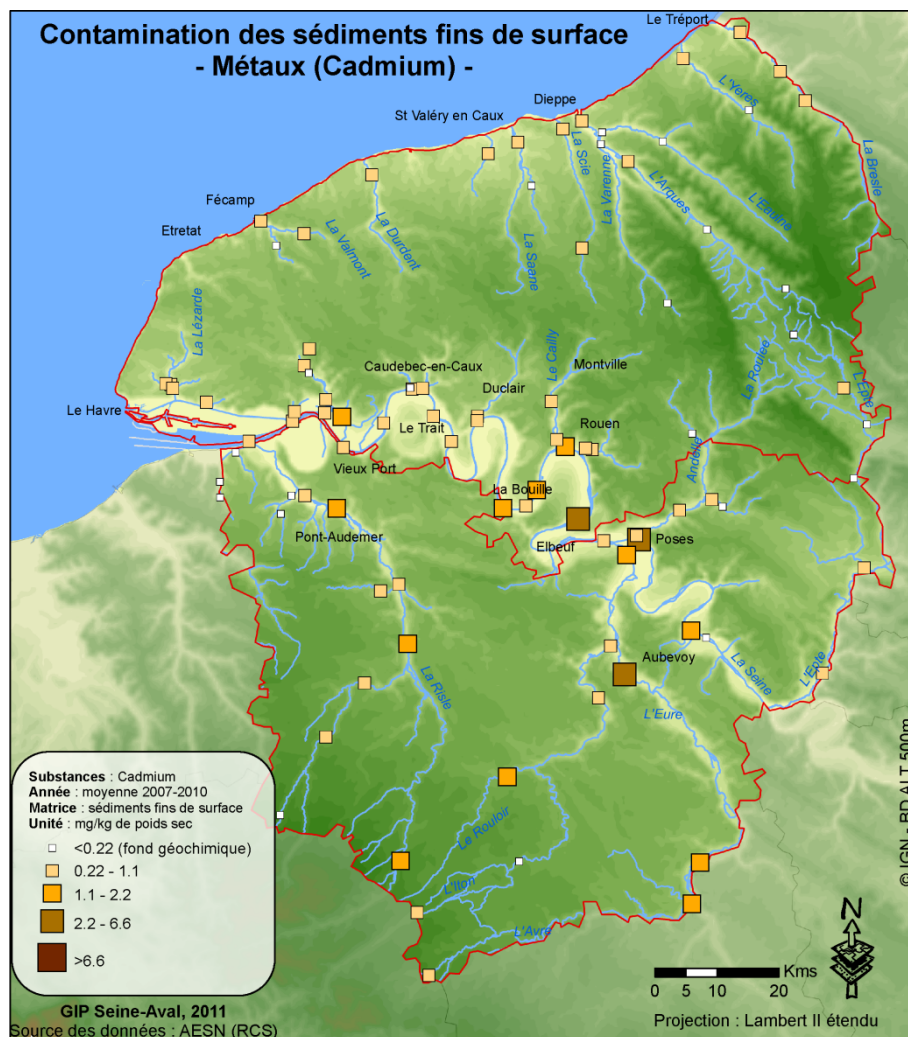 Contamination des sédiments fins de surface
- Métaux (Cadmium) -
Le Tréport
Dieppe
L'Yeres
St Valéry en Caux
La Scie
La Varenne
L'Arques
L'Eaulne
La Bresle
Fécamp
Etretat
La Valmont
La Durdent
La Saane
La Lézarde
Le Cailly
Montville
Caudebec-en-Caux
Duclair
La Roulee
L'Epte
Le Havre
Le Trait
Rouen
Andelle
Vieux Port
La Bouille
Pont-Audemer
Elbeuf
Poses
Aubevoy
La Seine
L'Epte
La Risle
L'Eure
Le Rouloir
L'Iton
L'Avre
Substances : Cadmium
Année : moyenne 2007-2010
Matrice : sédiments fins de surface
Unité : mg/kg de poids sec
<0.22 (fond géochimique)
0.22 - 1.1
1.1 - 2.2
2.2 - 6.6
>6.6
GIP Seine-Aval, 2011
Source des données : AESN (RCS)
N
Kms
0 5 10 20
Projection : Lambert II étendu
© IGN - BD ALT 500m